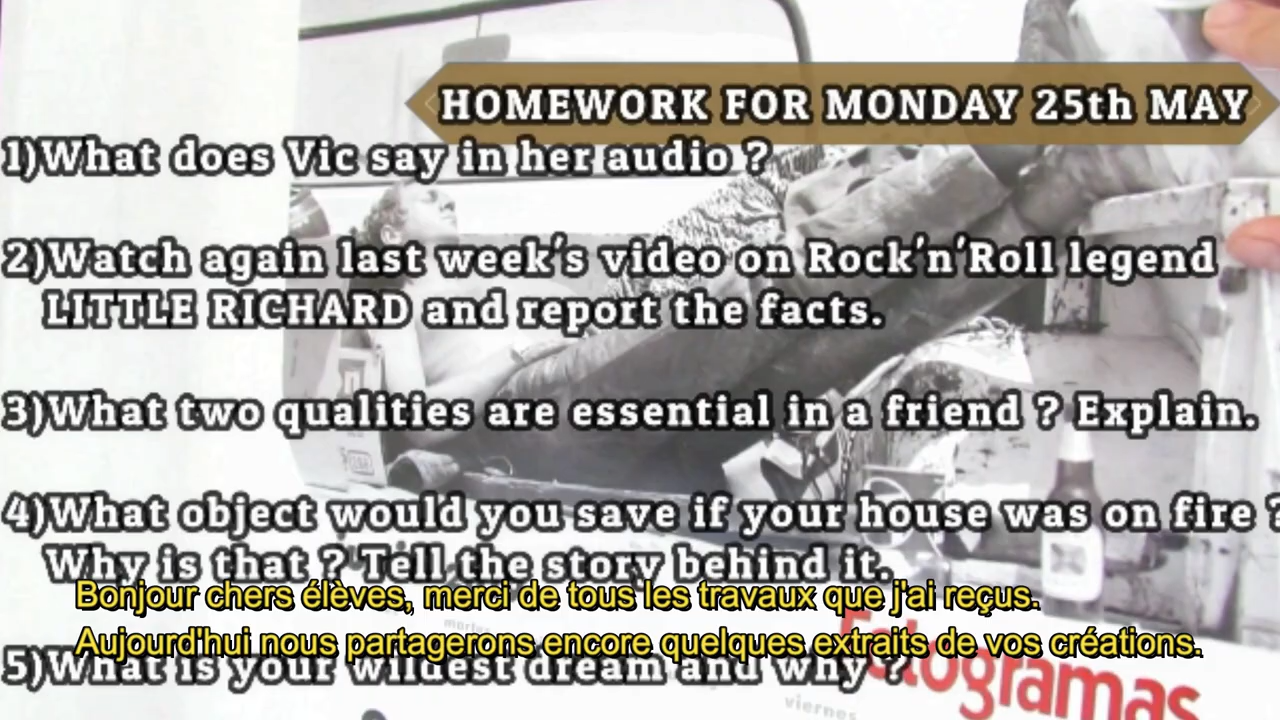 HOMEWORK FOR MONDAY 25th MAY
1)What does Vic say in her audio ?
2)Watch again last week's video on Rock'n'Roll legend
LITTLE RICHARD and report the facts.
3)What two qualities are essential in a friend ? Explain.
4)What object would you save if your house was on fire ?
Why is that ? Tell the story behind it.
Bonjour chers élèves, merci de tous les travaux que j'ai reçus.
Aujourd'hui nous partagerons encore quelques extraits de vos créations.
5)What is your wildest dream and why ?
Fotogramas
viernes